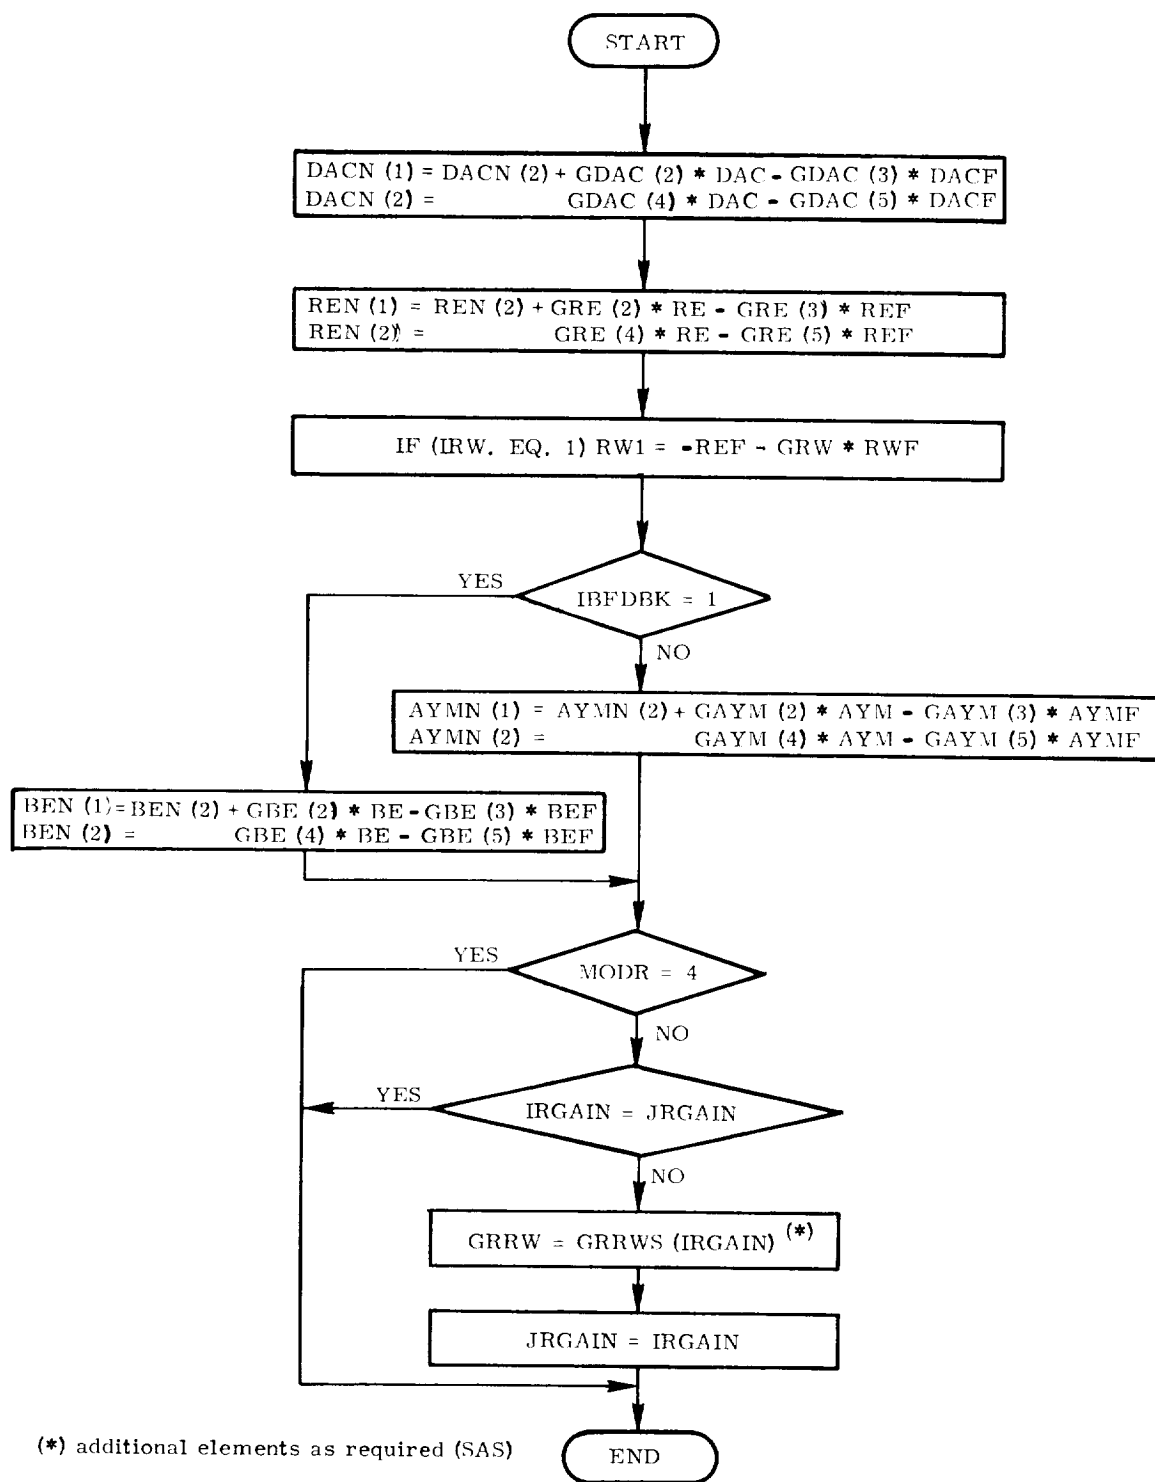 START
DACN (1) = DACN (2) + GDAC (2) * DAC - GDAC (3) * DACF
DACN (2) = GDAC (4) * DAC - GDAC (5) * DACF
REN (1) = REN (2) + GRE (2) * RE - GRE (3) * REF
REN (2) = GRE (4) * RE - GRE (5) * REF
IF (IRW. EQ. 1) RW1 = -REF - GRW * RWF
IBFDBK = 1
YES
NO
AYMN (1) = AYMN (2) + GAYM (2) * AYM - GAYM (3) * AYMF
AYMN (2) = GAYM (4) * AYM - GAYM (5) * AYMF
BEN (1) = BEN (2) + GBE (2) * BE - GBE (3) * BEF
BEN (2) = GBE (4) * BE - GBE (5) * BEF
YES
MODR = 4
NO
YES
IRGAIN = JRGAIN
NO
GRRW = GRRWS (IRGAIN) (*)
JRGAIN = IRGAIN
(*) additional elements as required (SAS)
END